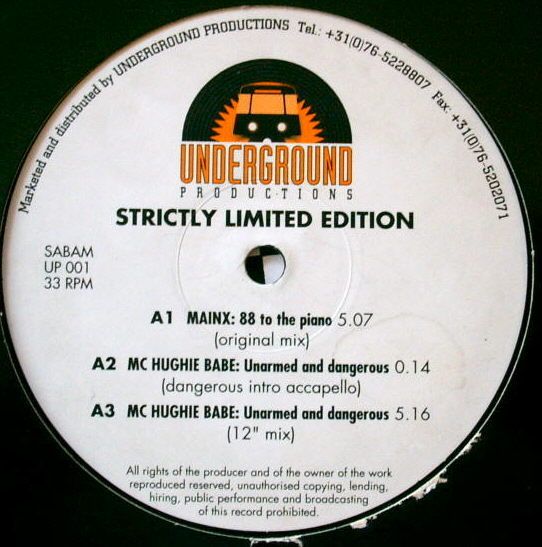 Marketed and distributed by UNDERGROUND PRODUCTIONS Tel.: +31(0)76-5228807 Fax: +31(0)76-5202071
UNDERGROUND
PRODUCTIONS
STRICTLY LIMITED EDITION
SABAM
UP 001
33 RPM
A1 MAINX: 88 to the piano 5.07
(original mix)
A2 MC HUGHIE BABE: Unarmed and dangerous 0.14
(dangerous intro accapello)
A3 MC HUGHIE BABE: Unarmed and dangerous 5.16
(12" mix)
All rights of the producer and of the owner of the work
reproduced reserved, unauthorised copying, lending,
hiring, public performance and broadcasting
of this record prohibited.